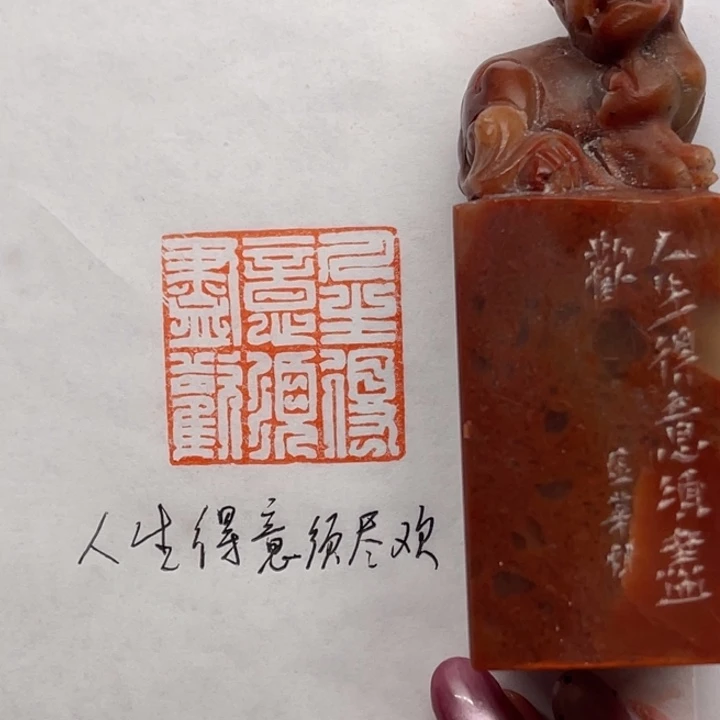 人生得
意須
盡歡
人生得意须尽欢
人生得意須盡
歡